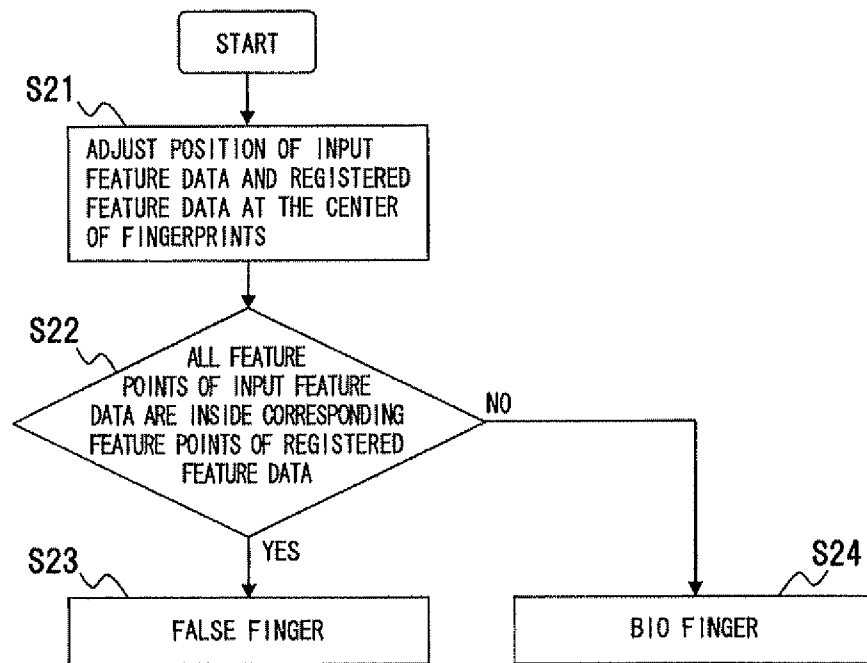 START
S21
ADJUST POSITION OF INPUT
FEATURE DATA AND REGISTERED
FEATURE DATA AT THE CENTER
OF FINGERPRINTS
S22
ALL FEATURE
POINTS OF INPUT FEATURE
DATA ARE INSIDE CORRESPONDING
FEATURE POINTS OF REGISTERED
FEATURE DATA
NO
YES
S23
FALSE FINGER
S24
BIO FINGER